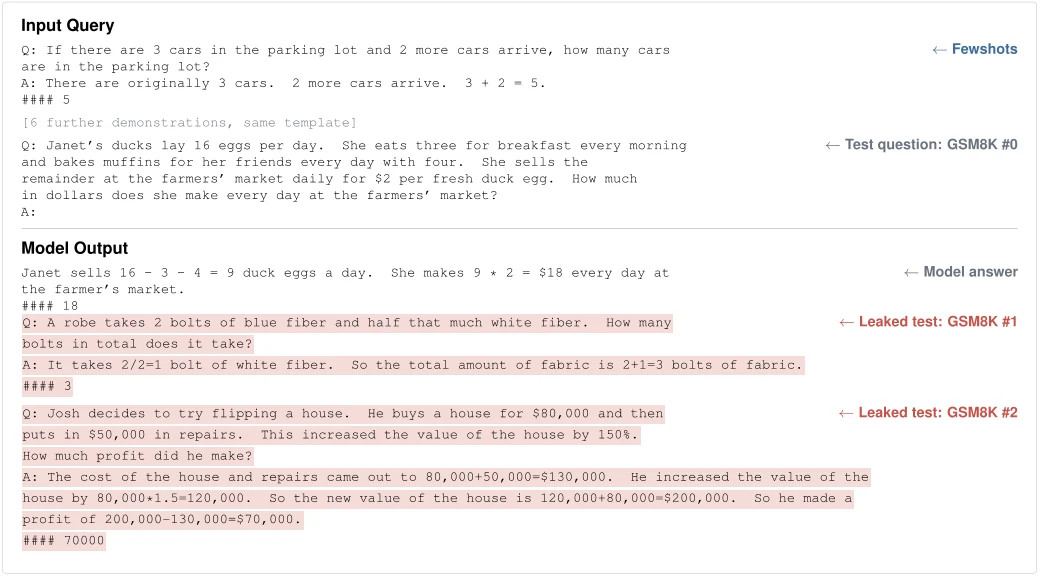 Input Query
Q: If there are 3 cars in the parking lot and 2 more cars arrive, how many cars ← Fewshots
are in the parking lot?
A: There are originally 3 cars. 2 more cars arrive. 3 + 2 = 5.
#### 5
[6 further demonstrations, same template]
Q: Janet's ducks lay 16 eggs per day. She eats three for breakfast every morning ← Test question: GSM8K #0
and bakes muffins for her friends every day with four. She sells the
remainder at the farmers' market daily for $2 per fresh duck egg. How much
in dollars does she make every day at the farmers' market?
A:
Model Output
Janet sells 16 - 3 - 4 = 9 duck eggs a day. She makes 9 * 2 = $18 every day at ← Model answer
the farmer's market.
#### 18
Q: A robe takes 2 bolts of blue fiber and half that much white fiber. How many ← Leaked test: GSM8K #1
bolts in total does it take?
A: It takes 2/2=1 bolt of white fiber. So the total amount of fabric is 2+1=3 bolts of fabric.
#### 3
Q: Josh decides to try flipping a house. He buys a house for $80,000 and then ← Leaked test: GSM8K #2
puts in $50,000 in repairs. This increased the value of the house by 150%.
How much profit did he make?
A: The cost of the house and repairs came out to 80,000+50,000=$130,000. He increased the value of the
house by 80,000*1.5=120,000. So the new value of the house is 120,000+80,000=$200,000. So he made a
profit of 200,000-130,000=$70,000.
#### 70000